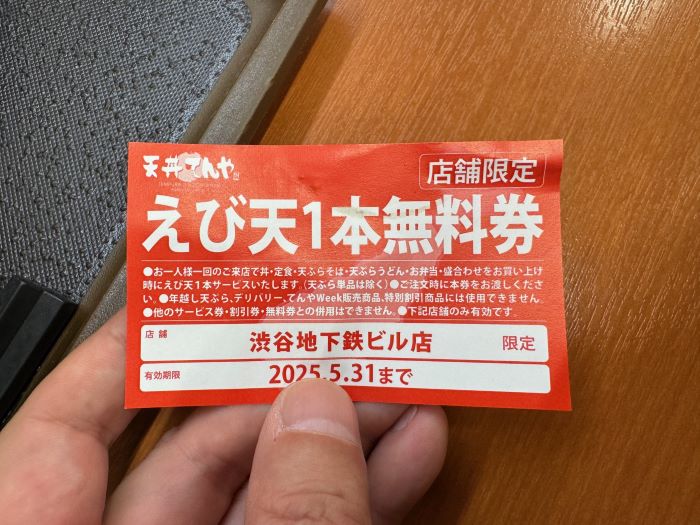 天丼てんや
店舗限定
えび天1本無料券
●お一人様一回のご来店で丼・定食・天ぷらそば・天ぷらうどん・お弁当・盛合わせをお買い上げ
時にえび天1本サービスいたします。(天ぷら単品は除く)●ご注文時に本券をお渡しくださ
い。●年越し天ぷら、デリバリー、てんやWeek販売商品、特別割引商品には使用できません。
●他のサービス券・割引券・無料券との併用はできません。●下記店舗のみ有効です。
店舗 渋谷地下鉄ビル店 限定
有効期限 2025.5.31まで